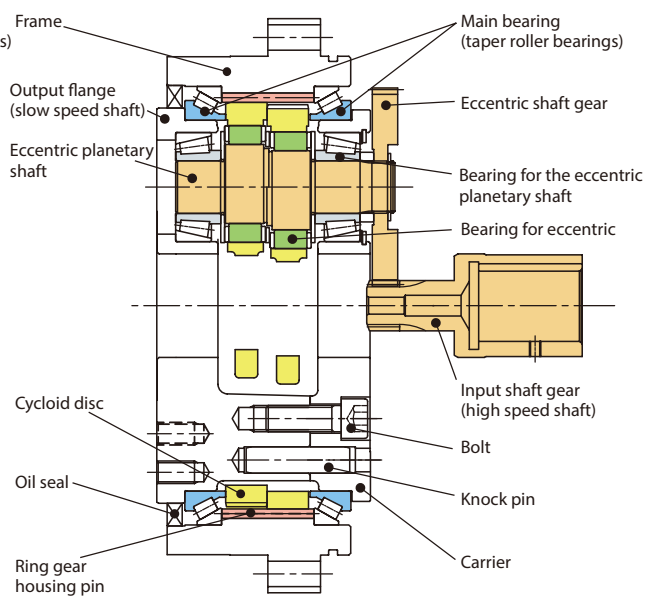 Frame
s)
Output flange
(slow speed shaft)
Eccentric planetary
shaft
Cycloid disc
Oil seal
Ring gear
housing pin
Main bearing
(taper roller bearings)
Eccentric shaft gear
Bearing for the eccentric
planetary shaft
Bearing for eccentric
Input shaft gear
(high speed shaft)
Bolt
Knock pin
Carrier